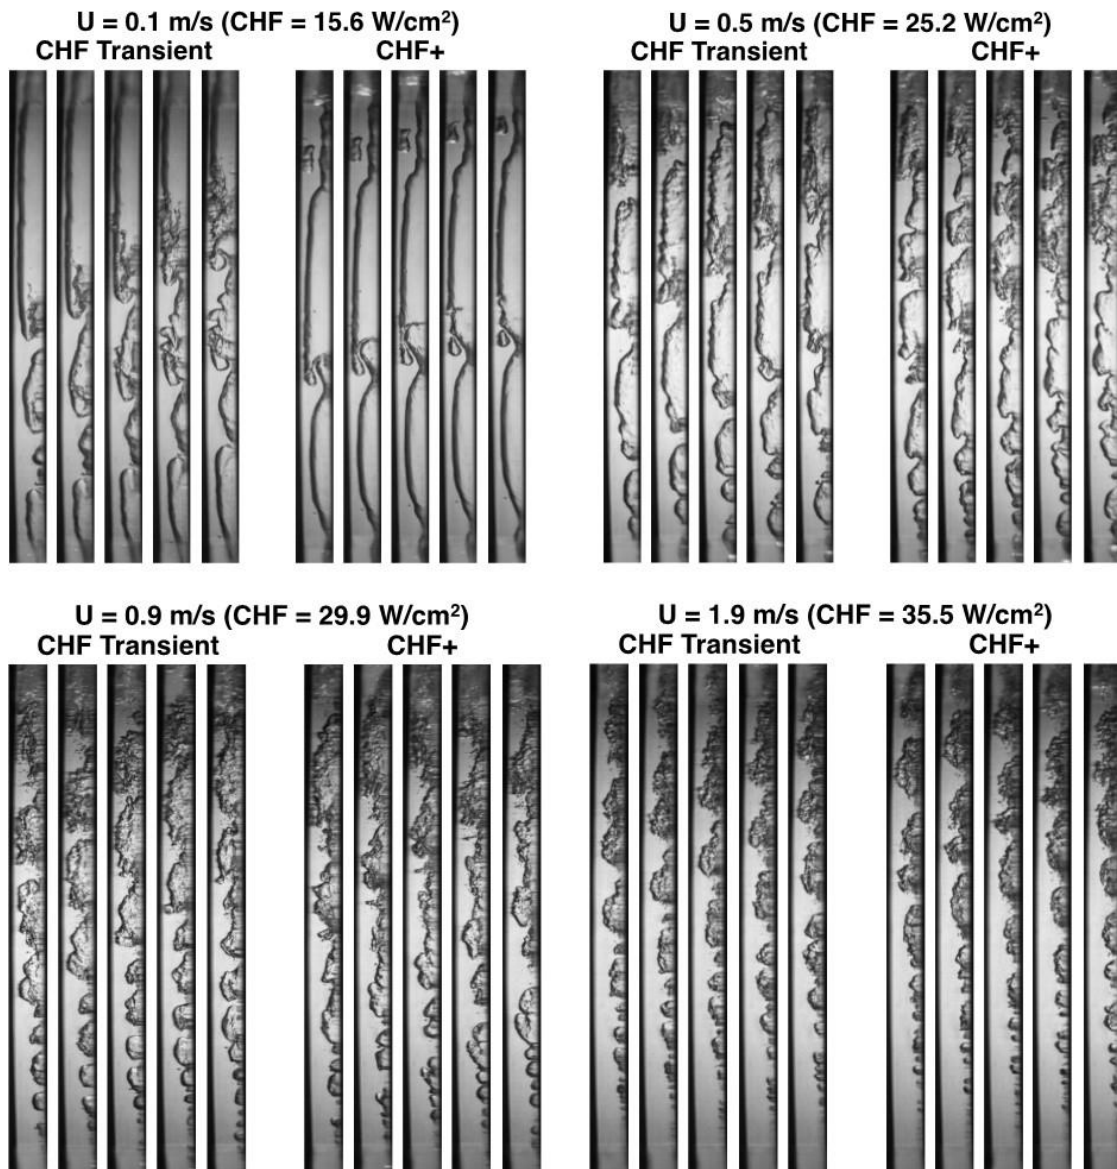 U = 0.1 m/s (CHF = 15.6 W/cm²)
CHF Transient
CHF+
U = 0.5 m/s (CHF = 25.2 W/cm²)
CHF Transient
CHF+
U = 0.9 m/s (CHF = 29.9 W/cm²)
CHF Transient
CHF+
U = 1.9 m/s (CHF = 35.5 W/cm²)
CHF Transient
CHF+